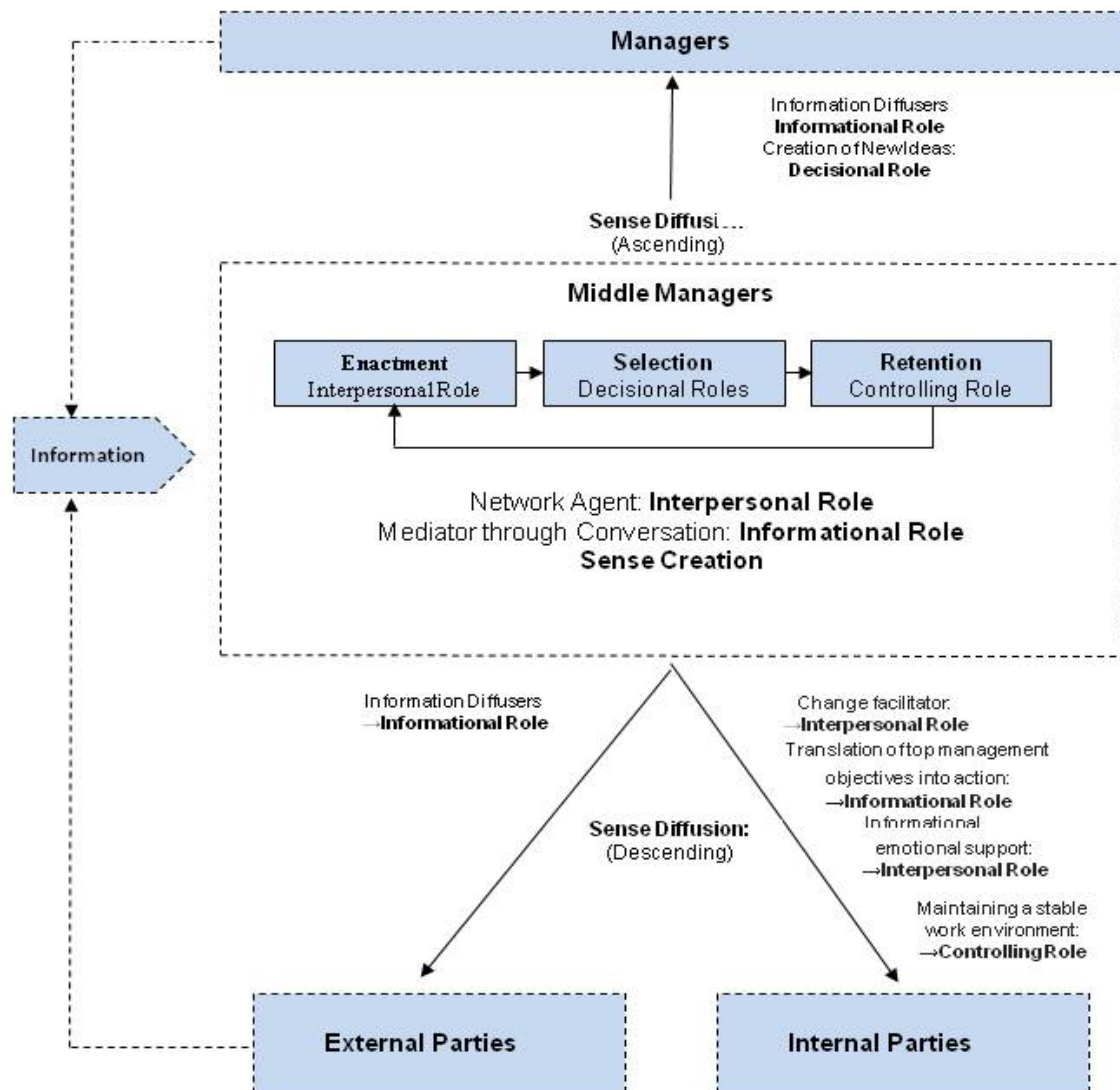 Managers
Information Diffusers
Informational Role
Creation of NewIdeas:
Decisional Role
Sense Diffusi
(Ascending)
Middle Managers
Enactment
Interpersonal Role
Selection
Decisional Roles
Retention
Controlling Role
Information
Network Agent: Interpersonal Role
Mediator through Conversation: Informational Role
Sense Creation
Information Diffusers
→Informational Role
Change facilitator:
→Interpersonal Role
Translation of top management
objectives into action:
→Informational Role
Informational
emotional support:
→Interpersonal Role
Sense Diffusion:
(Descending)
Maintaining a stable
work environment:
→Controlling Role
External Parties
Internal Parties